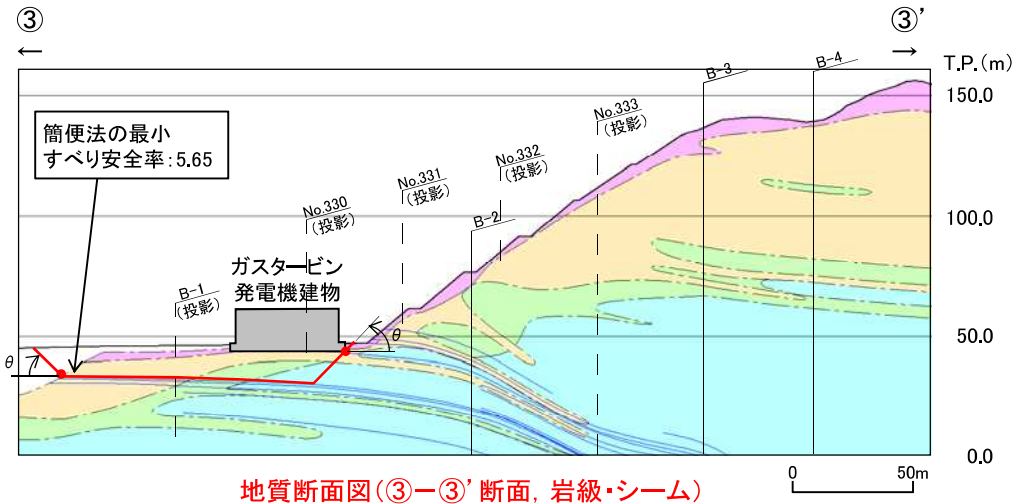 ③
③’
←
→
T.P.(m)
B-3
B-4
150.0
簡便法の最小
すべり安全率:5.65
No.333
(投影)
No.332
(投影)
No.331
(投影)
No.330
(投影)
B-2
100.0
ガスタービン
発電機建物
B-1
(投影)
θ
θ
50.0
0.0
0
50m
地質断面図(③-③’断面, 岩級・シーム)